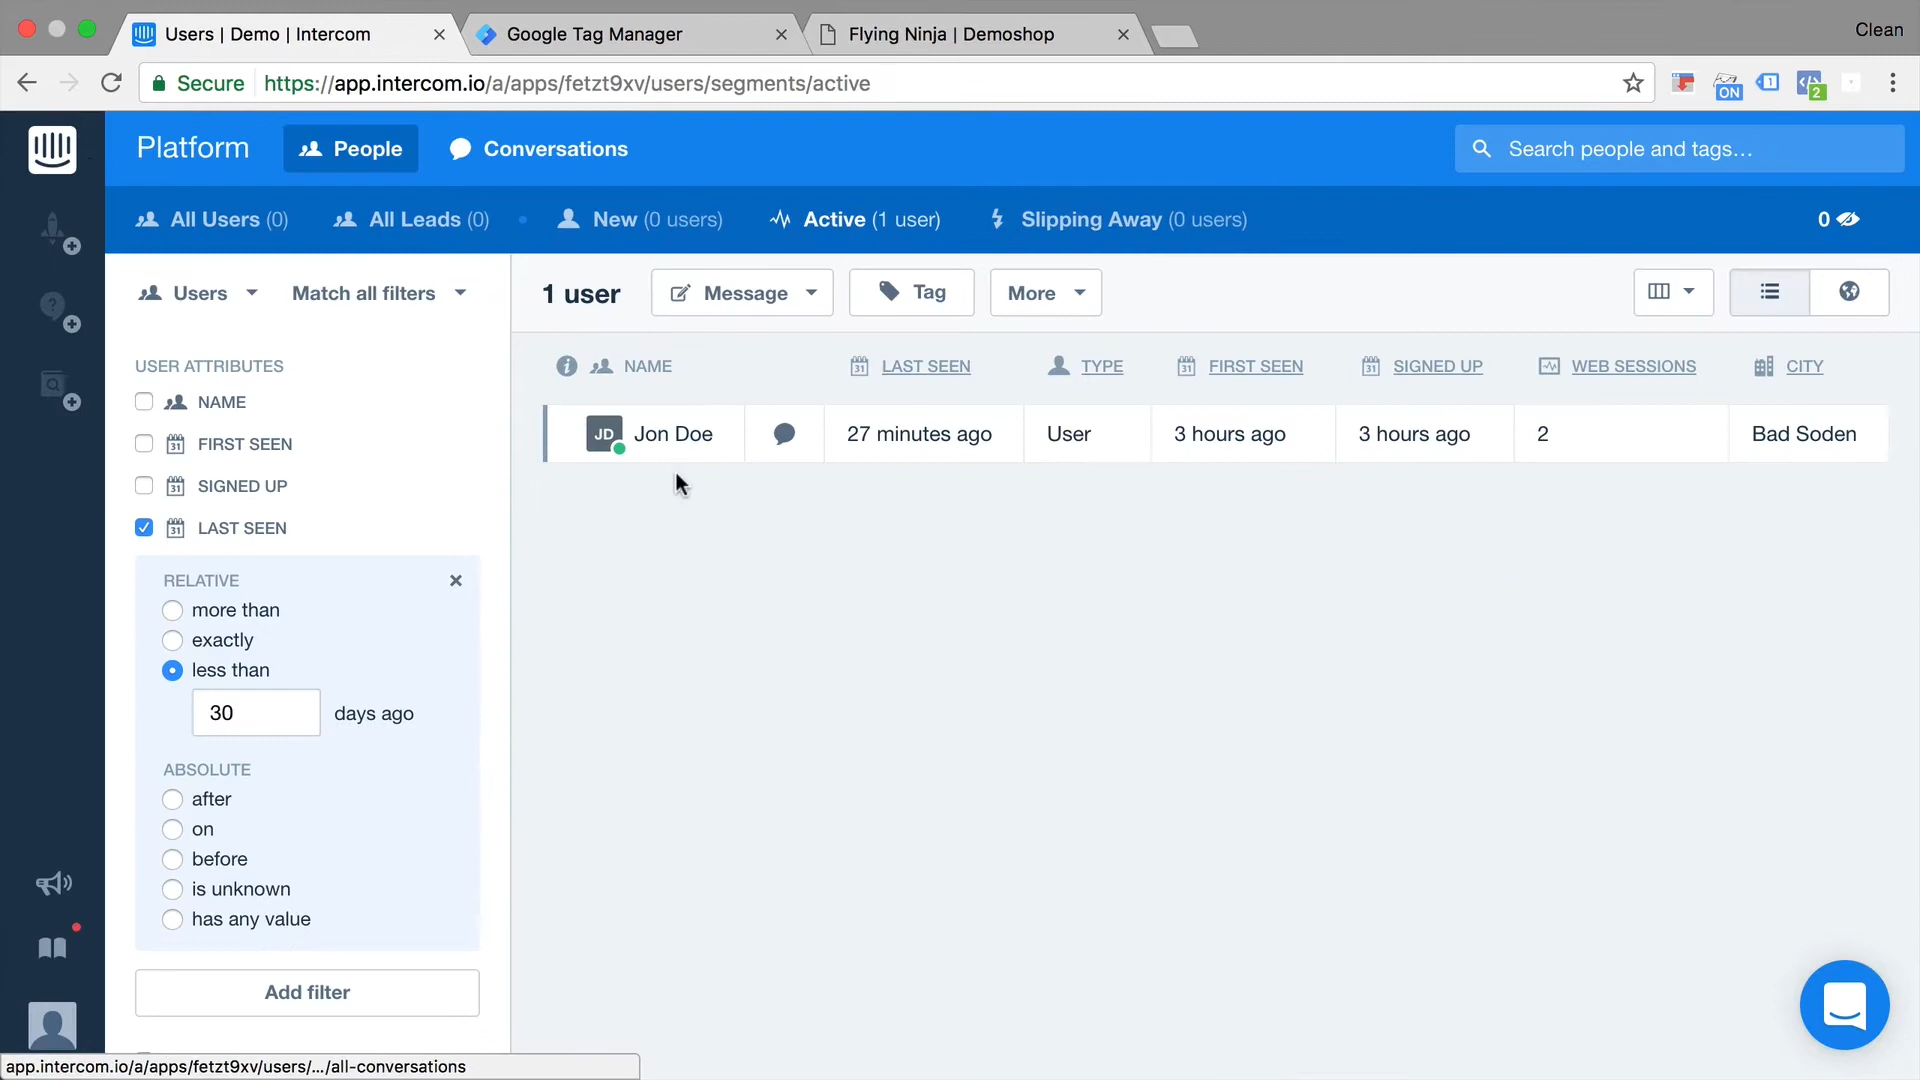 Users | Demo | Intercom
Google Tag Manager
Flying Ninja | Demoshop
Clean
Secure
https://app.intercom.io/a/apps/fetzt9xv/users/segments/active
ON
1
2
Platform
People
Conversations
Search people and tags...
All Users (0)
All Leads (0)
New (0 users)
Active (1 user)
Slipping Away (0 users)
0
Users
Match all filters
1 user
Message
Tag
More
USER ATTRIBUTES
NAME
FIRST SEEN
SIGNED UP
LAST SEEN
RELATIVE
more than
exactly
less than
30 days ago
ABSOLUTE
after
on
before
is unknown
has any value
Add filter
NAME
31 LAST SEEN
TYPE
31 FIRST SEEN
31 SIGNED UP
WEB SESSIONS
CITY
JD Jon Doe
27 minutes ago
User
3 hours ago
3 hours ago
2
Bad Soden
app.intercom.io/a/apps/fetzt9xv/users/.../all-conversations